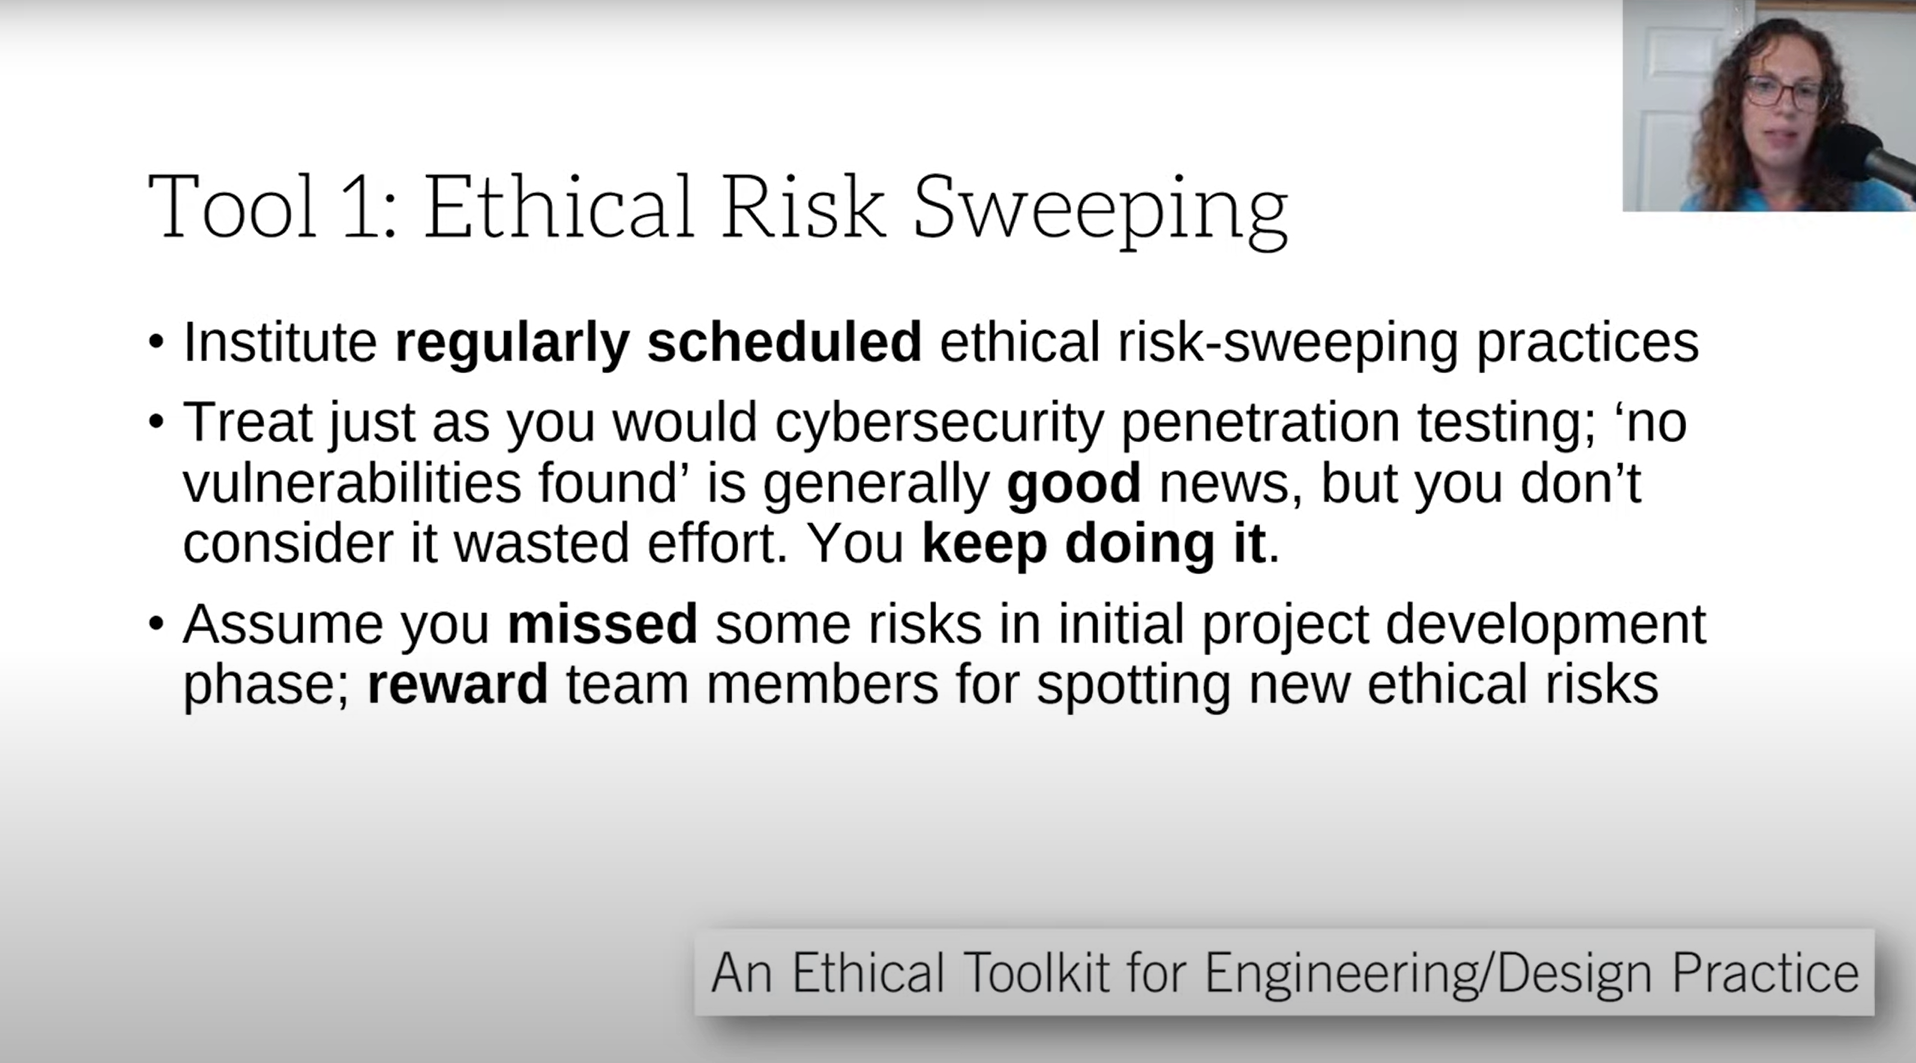 Tool 1: Ethical Risk Sweeping
• Institute regularly scheduled ethical risk-sweeping practices
• Treat just as you would cybersecurity penetration testing; ‘no
vulnerabilities found’ is generally good news, but you don’t
consider it wasted effort. You keep doing it.
• Assume you missed some risks in initial project development
phase; reward team members for spotting new ethical risks
An Ethical Toolkit for Engineering/Design Practice